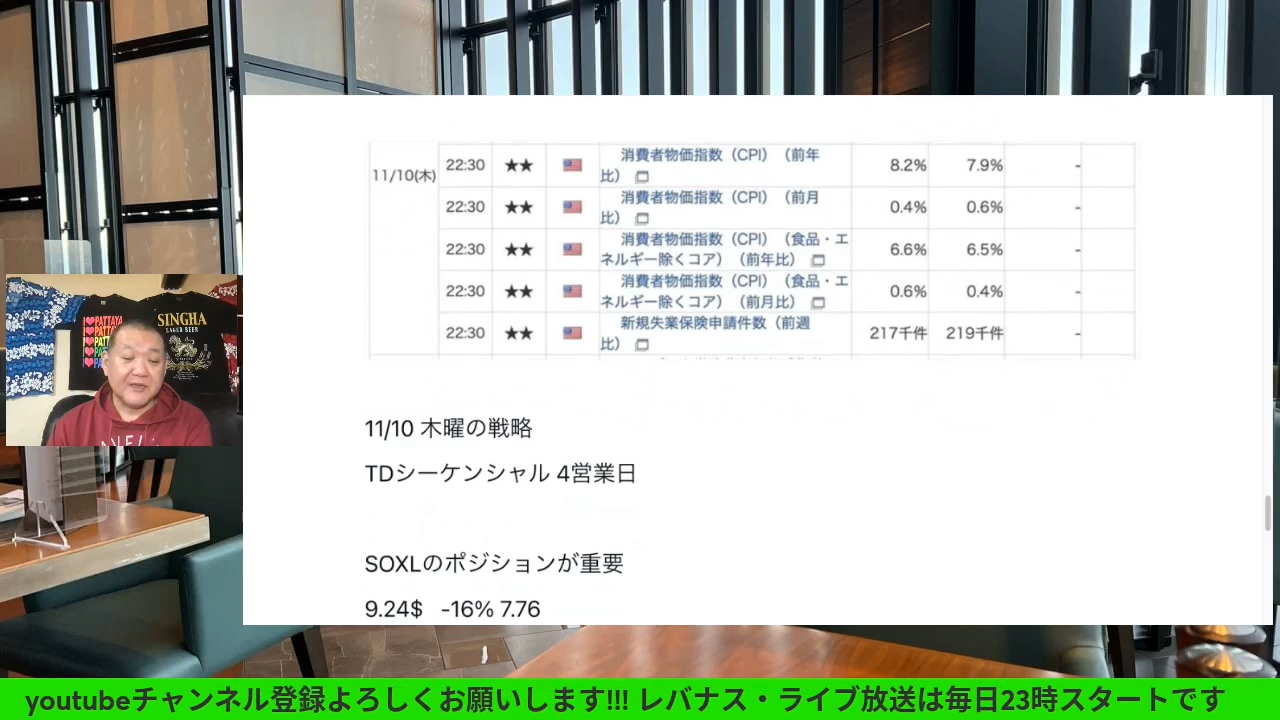 11/10(木)
22:30 ★★ 消費者物価指数（CPI）（前年比） 8.2% 7.9% -
22:30 ★★ 消費者物価指数（CPI）（前月比） 0.4% 0.6% -
22:30 ★★ 消費者物価指数（CPI）（食品・エネルギー除くコア）（前年比） 6.6% 6.5% -
22:30 ★★ 消費者物価指数（CPI）（食品・エネルギー除くコア）（前月比） 0.6% 0.4% -
22:30 ★★ 新規失業保険申請件数（前週比） 217千件 219千件 -
11/10 木曜の戦略
TDシーケンシャル 4営業日
SOXLのポジションが重要
9.24$ -16% 7.76
SINGHA
LAGER BEER
youtubeチャンネル登録よろしくお願いします!!! レバナス・ライブ放送は毎日23時スタートです